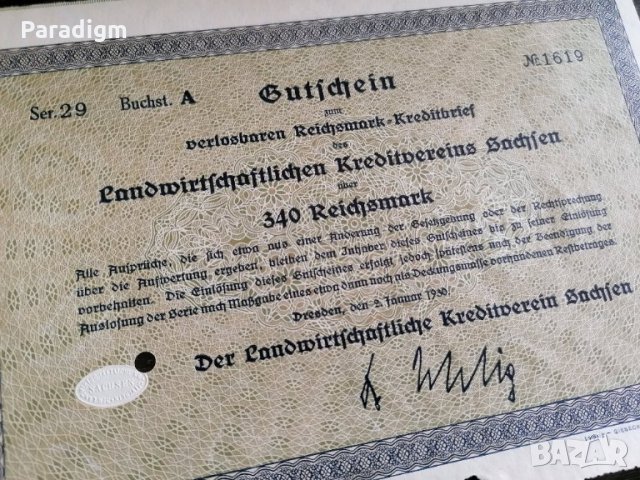 Paradigm
Ser. 29 Buchst. A Gutschein № 1619
zum
verlosbaren Reichsmark-Kreditbrief
des
Landwirtschaftlichen Kreditvereins Sachsen
über
340 Reichsmark
Alle Ansprüche, die sich etwa aus einer Änderung der Gesetzgebung oder der Rechtsprechung
über die Aufwertung, ergeben, bleiben dem Inhaber dieses Gutscheines bis zu seiner Einlösung
vorbehalten. Die Einlösung dieses Gutscheines erfolgt jedoch spätestens nach der Beendigung der
Auslosung der Serie nach Maßgabe eines etwa dann noch als Deckungsmasse vorhandenen Restbetrages.
Dresden, den 2. Januar 1930.
Der Landwirtschaftliche Kreditverein Sachsen
SACHSEN
BAZAR